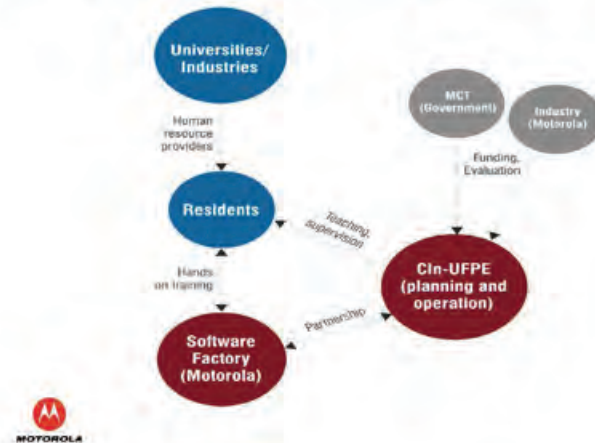 Universities/
Industries
MCT
(Government)
Industry
(Motorola)
Human
resource
providers
Funding,
Evaluation
Residents
Teaching,
supervision
CIn-UFPE
(planning and
operation)
Hands
on training
Partnership
Software
Factory
(Motorola)
MOTOROLA